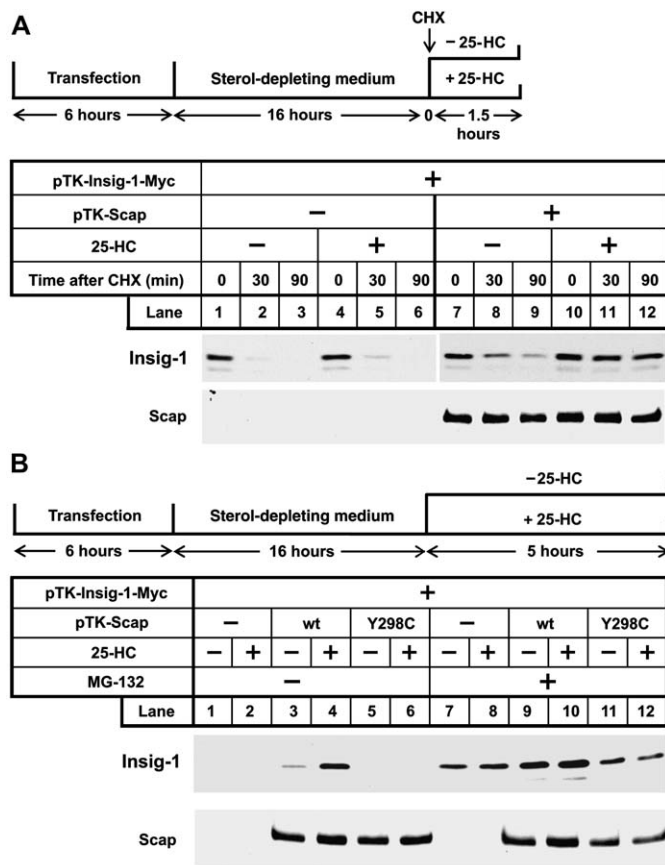 A
CHX
− 25-HC
Transfection Sterol-depleting medium + 25-HC
6 hours 16 hours 0 1.5
hours
pTK-Insig-1-Myc +
pTK-Scap − +
25-HC − + − +
Time after CHX (min) 0 30 90 0 30 90 0 30 90 0 30 90
Lane 1 2 3 4 5 6 7 8 9 10 11 12
Insig-1
Scap
B
−25-HC
Transfection Sterol-depleting medium + 25-HC
6 hours 16 hours 5 hours
pTK-Insig-1-Myc +
pTK-Scap − wt Y298C − wt Y298C
25-HC − + − + − + − + − + − +
MG-132 − +
Lane 1 2 3 4 5 6 7 8 9 10 11 12
Insig-1
Scap